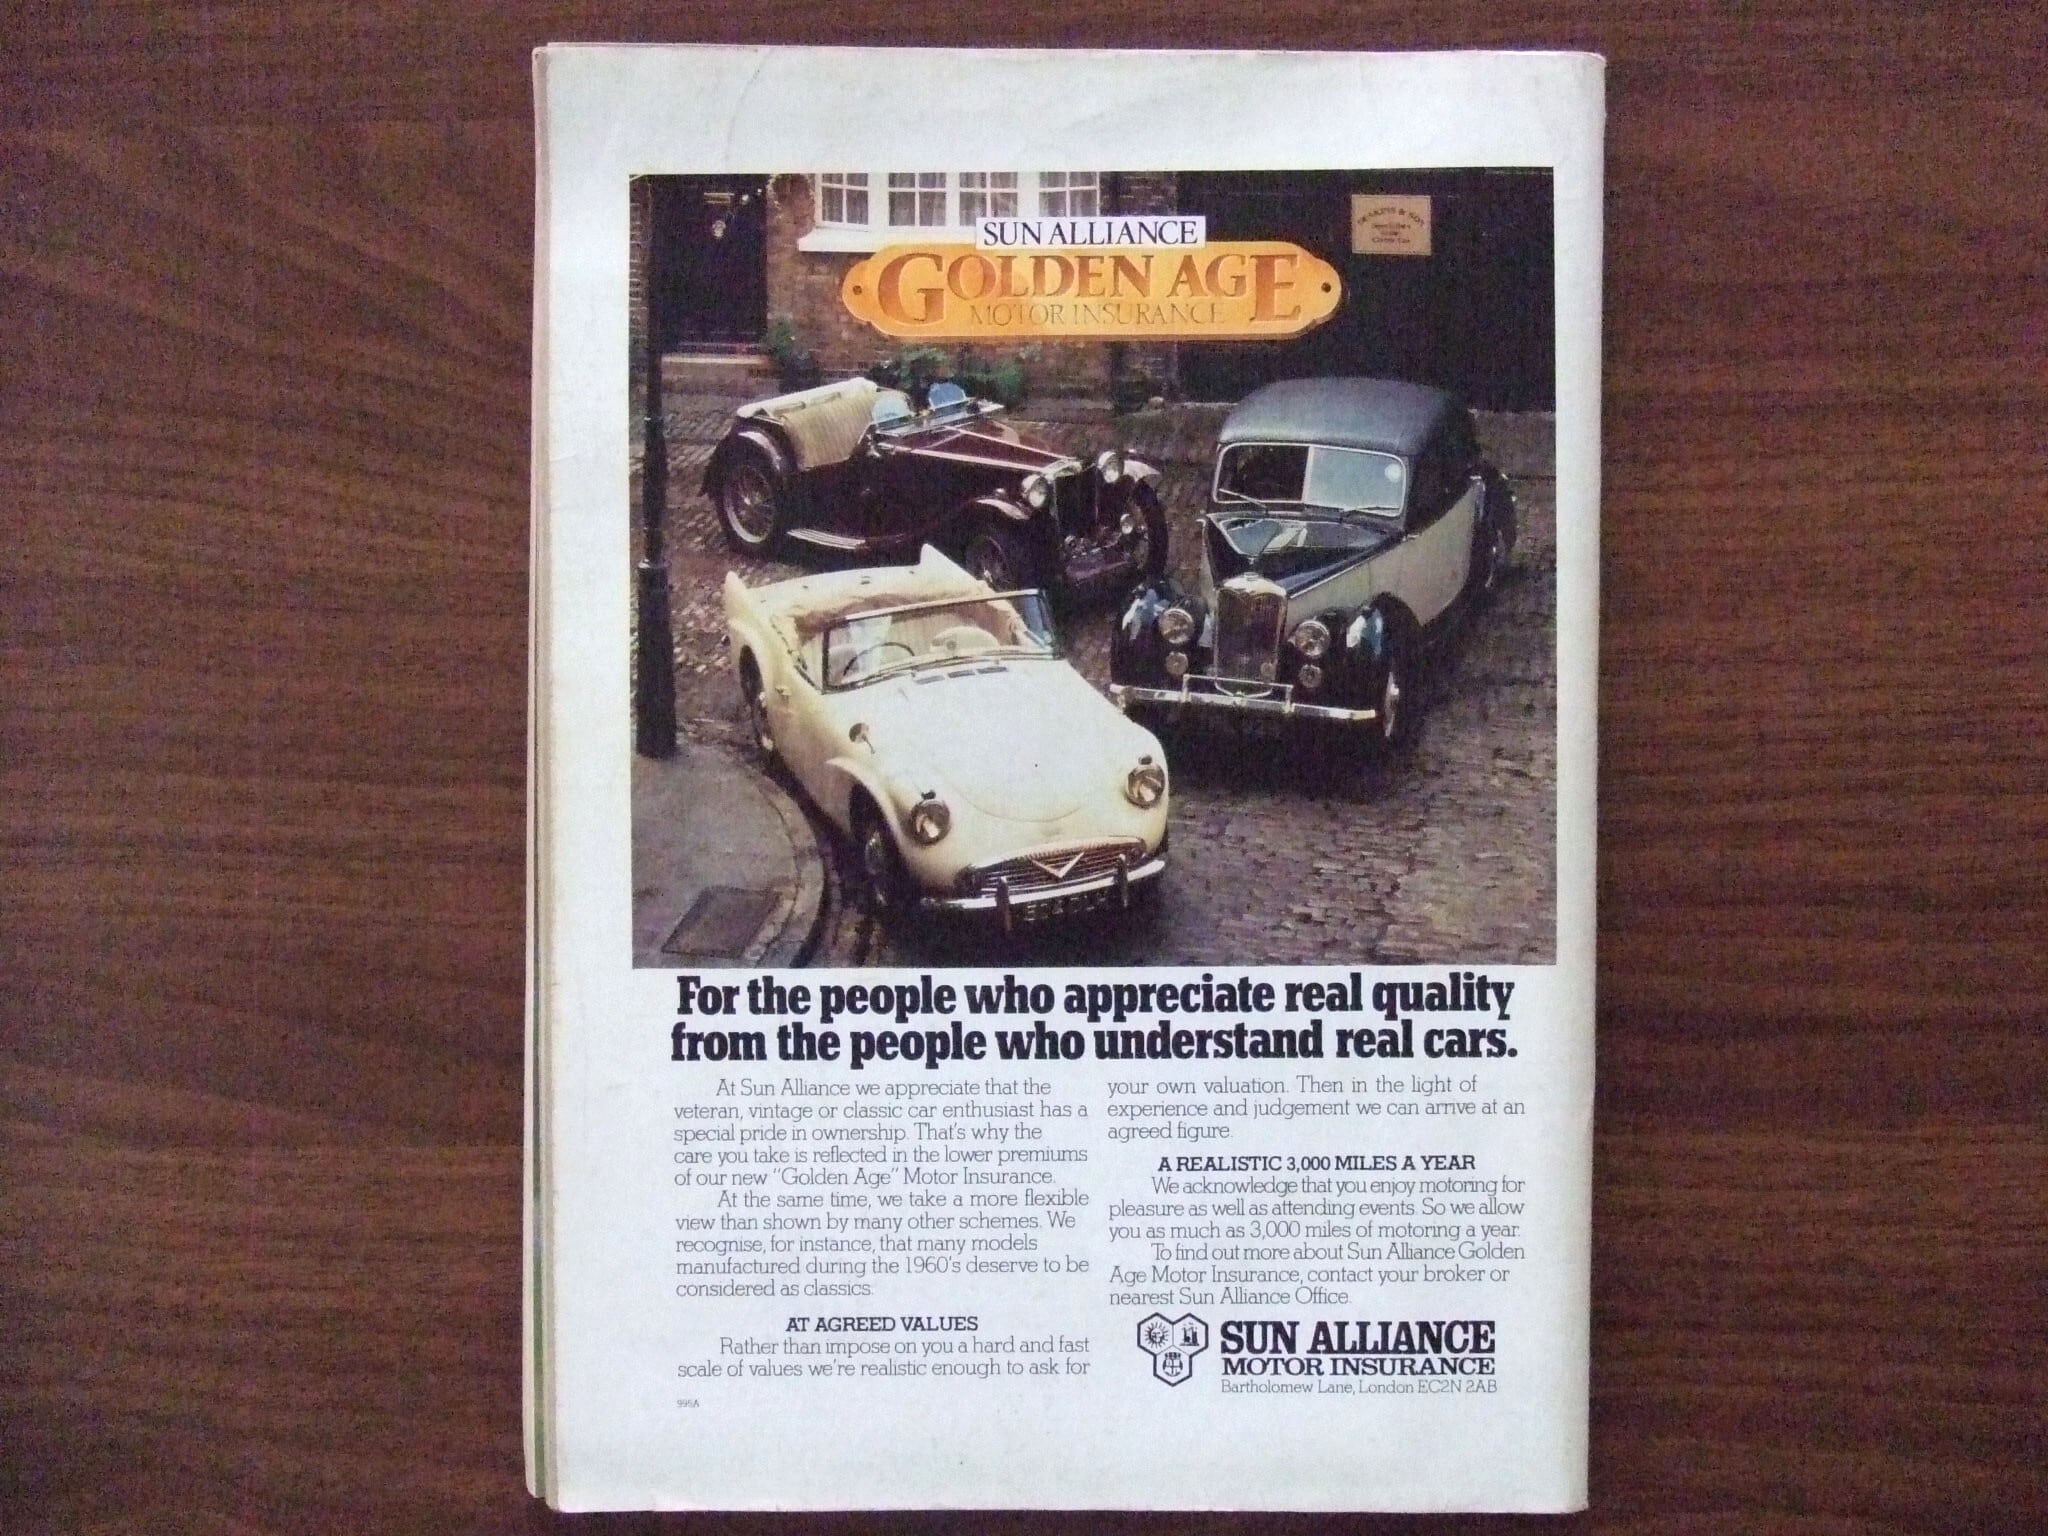 SUN ALLIANCE
GOLDEN AGE
MOTOR INSURANCE
For the people who appreciate real quality
from the people who understand real cars.
At Sun Alliance we appreciate that the
veteran, vintage or classic car enthusiast has a
special pride in ownership. That's why the
care you take is reflected in the lower premiums
of our new "Golden Age" Motor Insurance.
At the same time, we take a more flexible
view than shown by many other schemes. We
recognise, for instance, that many models
manufactured during the 1960's deserve to be
considered as classics.
AT AGREED VALUES
Rather than impose on you a hard and fast
scale of values we're realistic enough to ask for
995A
your own valuation. Then in the light of
experience and judgement we can arrive at an
agreed figure.
A REALISTIC 3,000 MILES A YEAR
We acknowledge that you enjoy motoring for
pleasure as well as attending events. So we allow
you as much as 3,000 miles of motoring a year.
To find out more about Sun Alliance Golden
Age Motor Insurance, contact your broker or
nearest Sun Alliance Office.
SUN ALLIANCE
MOTOR INSURANCE
Bartholomew Lane, London EC2N 2AB